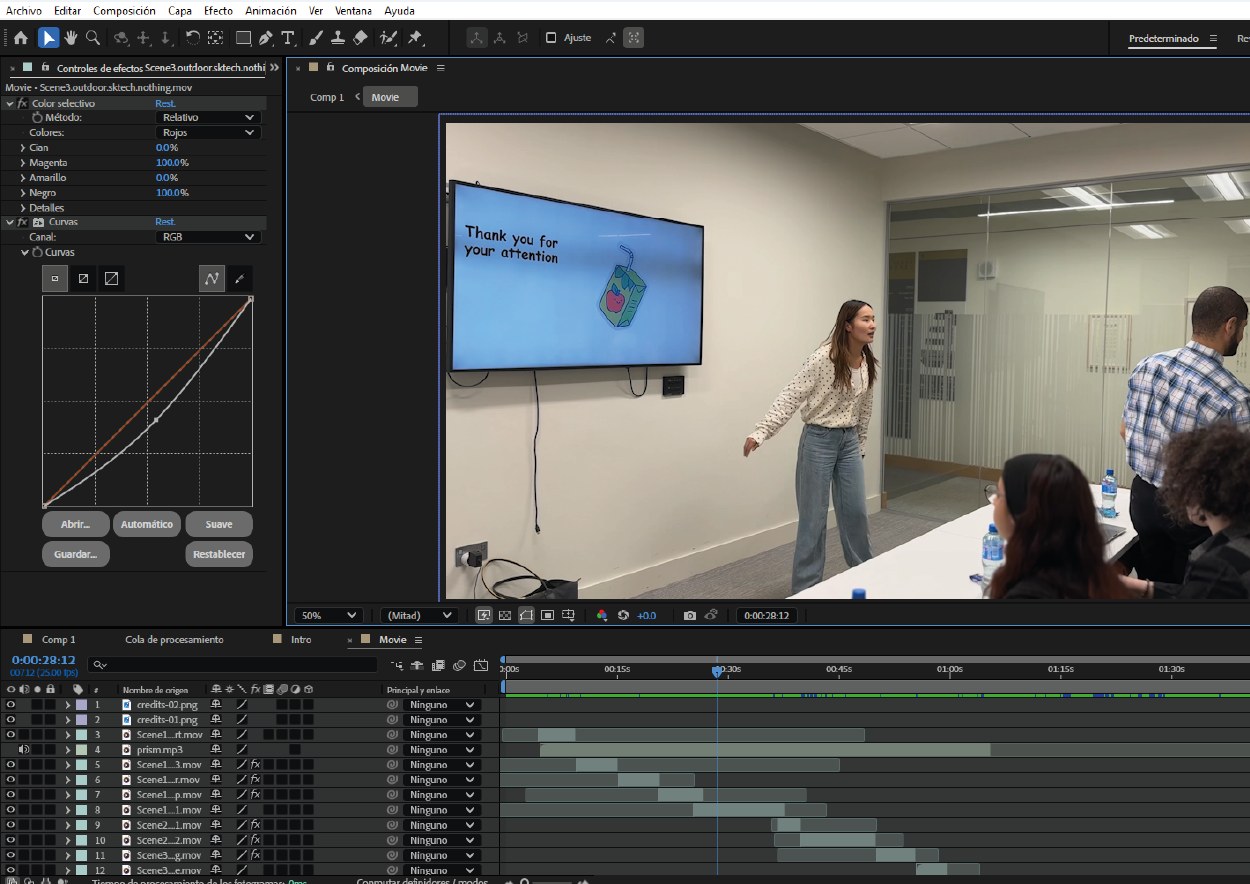 Archivo Editar Composición Capa Efecto Animación Ver Ventana Ayuda
Ajuste
Predeterminado
Controles de efectos Scene3.outdoor.sktech.nothi
Composición Movie
Movie • Scene3.outdoor.sktech.nothing.mov
Comp 1 Movie
fx Color selectivo Rest.
Método: Relativo
Colores: Rojos
Cian 0.0%
Magenta 100.0%
Amarillo 0.0%
Negro 100.0%
Detalles
fx Curvas Rest.
Canal: RGB
Curvas
Abrir... Automático Suave
Guardar... Restablecer
Thank you for
your attention
50% (Mitad) +0.0 0:00:28:12
Comp 1 Cola de procesamiento Intro Movie
0:00:28:12
00712 (25.00 fps)
0:00s 00:15s 00:30s 00:45s 01:00s 01:15s 01:30s
# Nombre de origen fx Principal y enlace
1 credits-02.png Ninguno
2 credits-01.png Ninguno
3 Scene1...rt.mov Ninguno
4 prism.mp3 Ninguno
5 Scene1...3.mov fx Ninguno
6 Scene1...r.mov fx Ninguno
7 Scene1...p.mov fx Ninguno
8 Scene1...1.mov Ninguno
9 Scene2...1.mov fx Ninguno
10 Scene2...2.mov fx Ninguno
11 Scene3...g.mov fx Ninguno
12 Scene3...e.mov Ninguno
Tiempo de procesamiento de los fotogramas: 0ms Conmutar definidores / modos